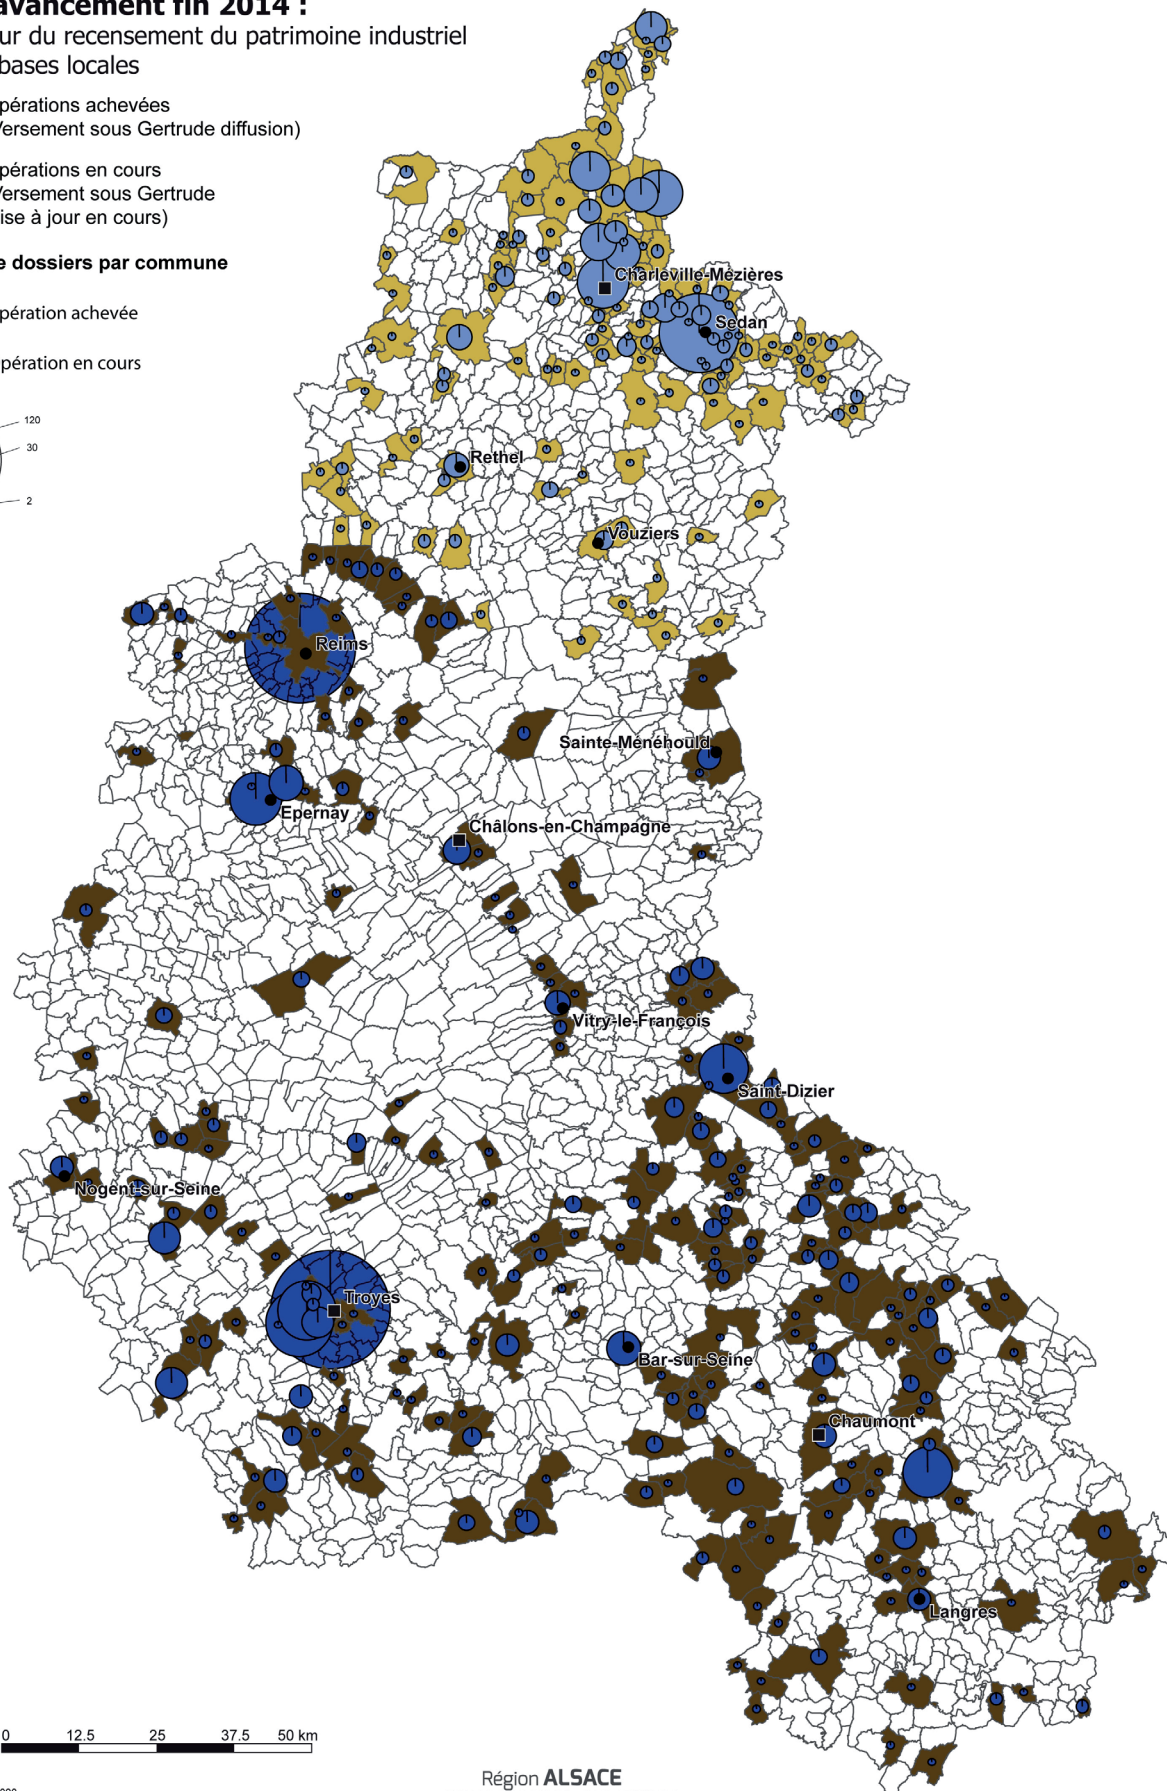 avancement fin 2014 :
ur du recensement du patrimoine industriel
bases locales
pérations achevées
Versement sous Gertrude diffusion)
pérations en cours
Versement sous Gertrude
ise à jour en cours)
e dossiers par commune
pération achevée
pération en cours
120
30
2
Charleville-Mézières
Sedan
Rethel
Vouziers
Reims
Sainte-Ménéhould
Epernay
Châlons-en-Champagne
Vitry-le-François
Saint-Dizier
Nogent-sur-Seine
Troyes
Bar-sur-Seine
Chaumont
Langres
0 12.5 25 37.5 50 km
Région ALSACE